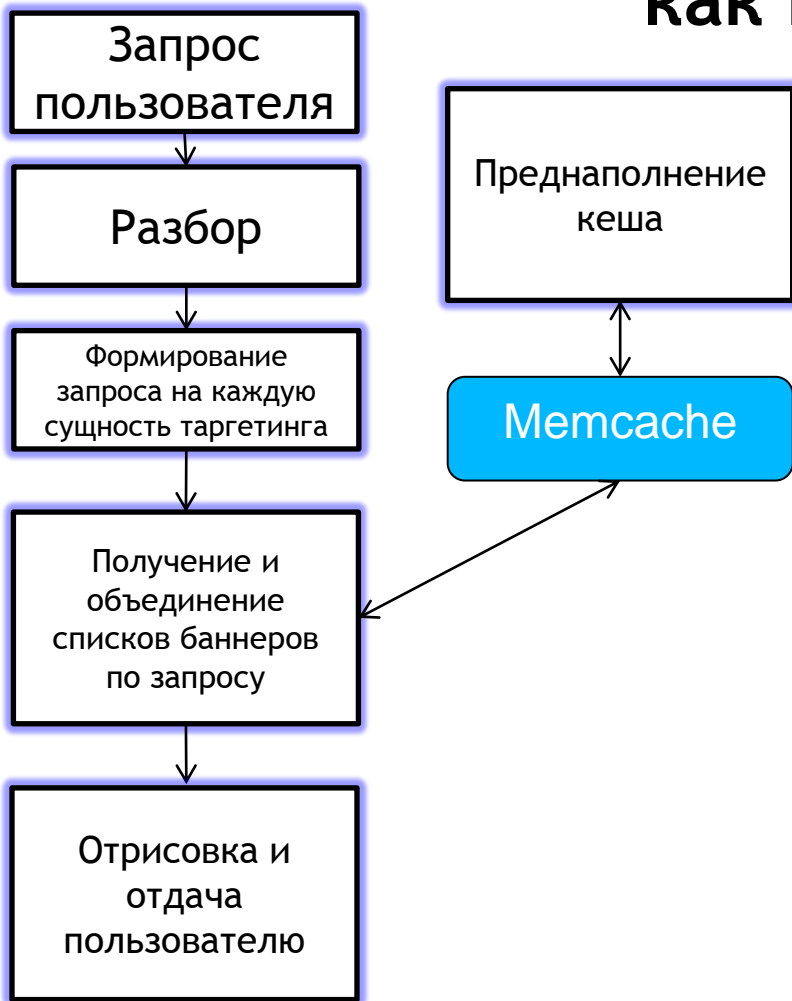 как
Запрос
пользователя
Разбор
Формирование
запроса на каждую
сущность таргетинга
Получение и
объединение
списков баннеров
по запросу
Отрисовка и
отдача
пользователю
Преднаполнение
кеша
Memcache